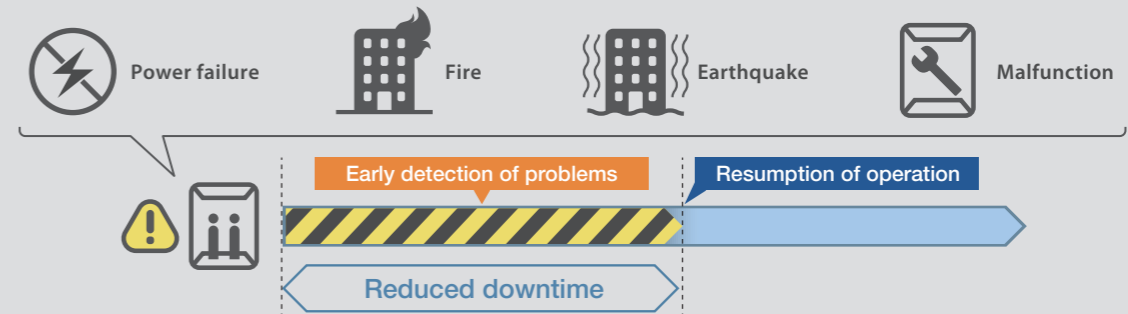 Power failure
Fire
Earthquake
Malfunction
Early detection of problems
Resumption of operation
Reduced downtime